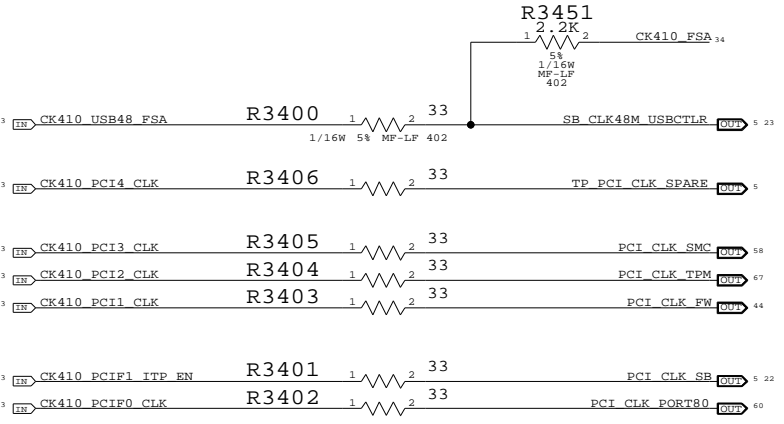 R3451
2.2K
1 2 CK410_FSA 34
5%
1/16W
MF-LF
402
3 IN CK410_USB48_FSA R3400 1 2 33 SB_CLK48M_USBCTLR OUT 5 23
1/16W 5% MF-LF 402
3 IN CK410_PCI4_CLK R3406 1 2 33 TP_PCI_CLK_SPARE OUT 5
3 IN CK410_PCI3_CLK R3405 1 2 33 PCI_CLK_SMC OUT 58
3 IN CK410_PCI2_CLK R3404 1 2 33 PCI_CLK_TPM OUT 67
3 IN CK410_PCI1_CLK R3403 1 2 33 PCI_CLK_FW OUT 44
3 IN CK410_PCIF1_ITP_EN R3401 1 2 33 PCI_CLK_SB OUT 5 22
3 IN CK410_PCIF0_CLK R3402 1 2 33 PCI_CLK_PORT80 OUT 60